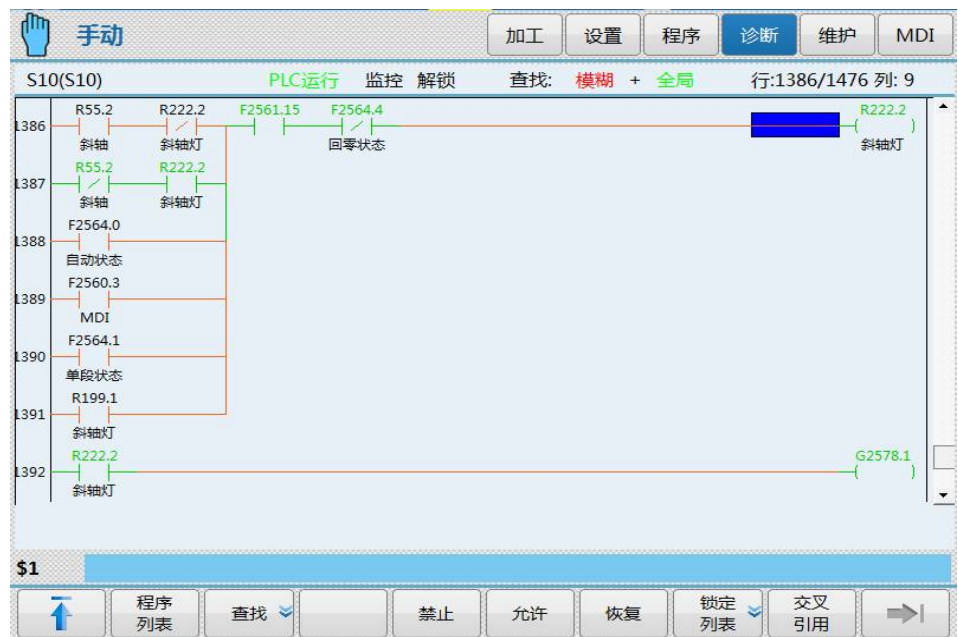 手动 加工 设置 程序 诊断 维护 MDI
S10(S10) PLC运行 监控 解锁 查找: 模糊 + 全局 行:1386/1476 列: 9
R55.2 R222.2 F2561.15 F2564.4 R222.2
1386
斜轴 斜轴灯 回零状态 斜轴灯
R55.2 R222.2
1387
斜轴 斜轴灯
F2564.0
1388
自动状态
F2560.3
1389
MDI
F2564.1
1390
单段状态
R199.1
1391
斜轴灯
R222.2 G2578.1
1392
斜轴灯
$1
程序 查找 禁止 允许 恢复 锁定 交叉
列表 列表 引用